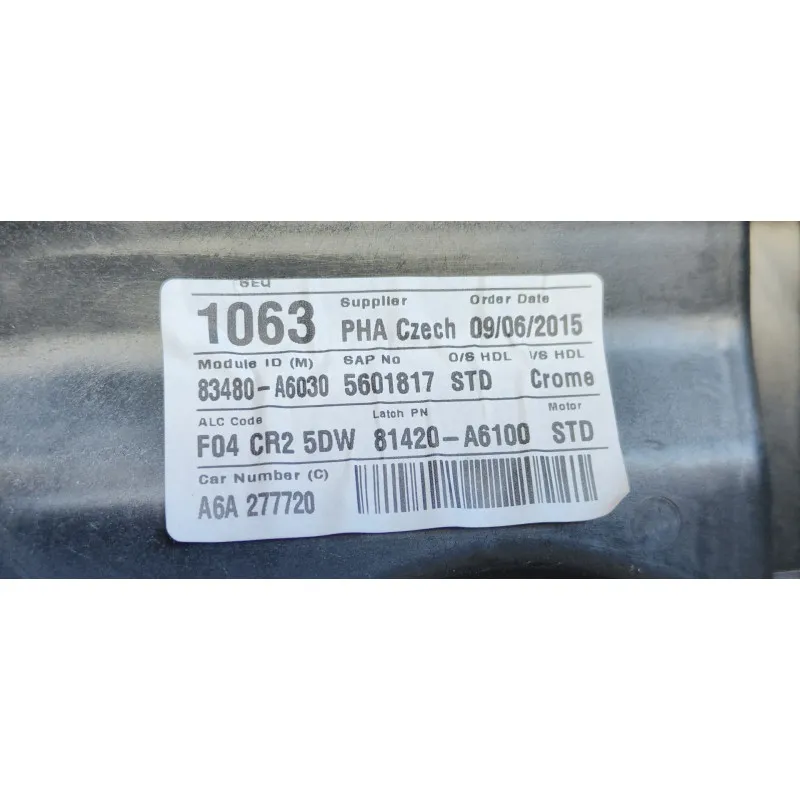 SEQ
Supplier Order Date
1063 PHA Czech 09/06/2015
Module ID (M) SAP No O/S HDL I/S HDL
83480-A6030 5601817 STD Crome
ALC Code Latch PN Motor
F04 CR2 5DW 81420-A6100 STD
Car Number (C)
A6A 277720